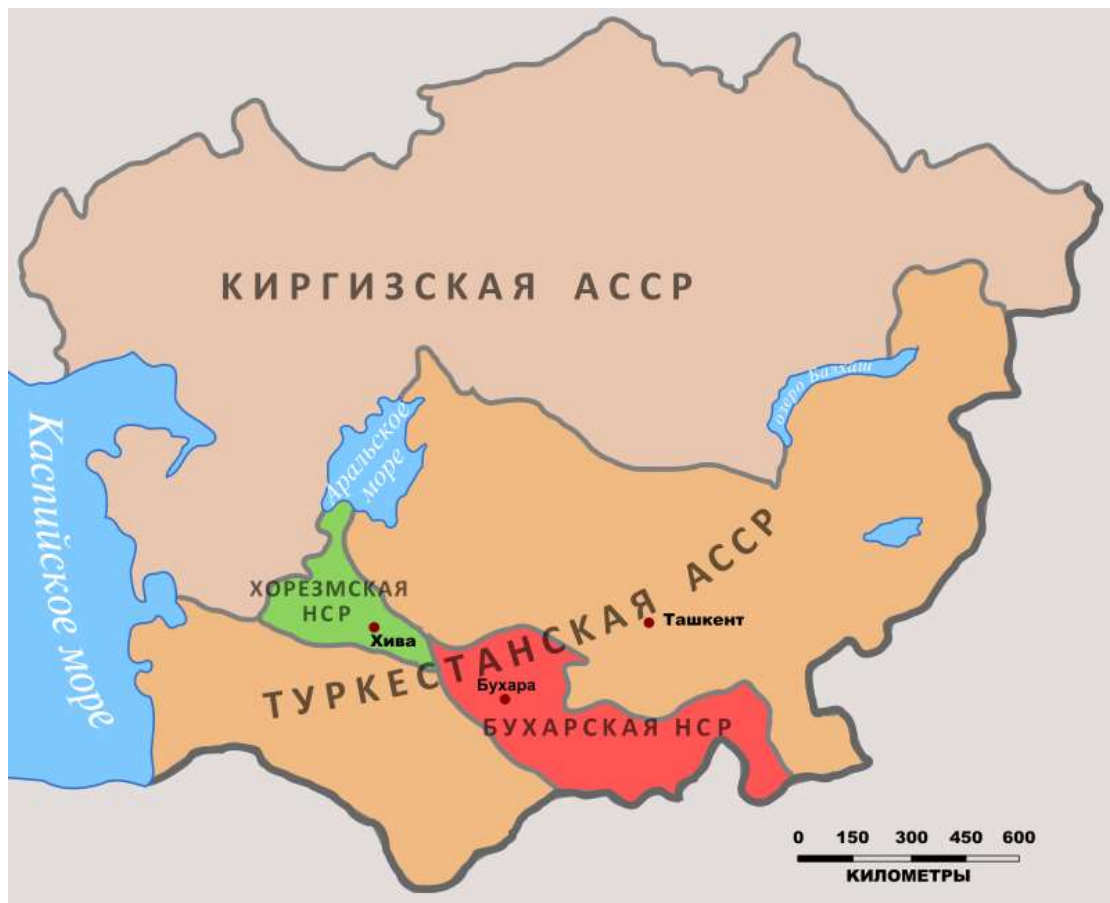 КИРГИЗСКАЯ АССР
озеро Балхаш
Аральское
море
Каспийское море
ХОРЕЗМСКАЯ
НСР
Хива
ТУРКЕСТАНСКАЯ АССР
Ташкент
Бухара
БУХАРСКАЯ НСР
0 150 300 450 600
КИЛОМЕТРЫ